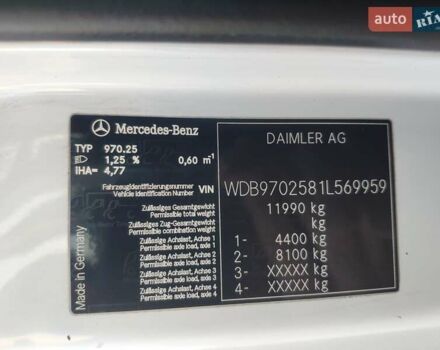 auto RIA
Mercedes-Benz
DAIMLER AG
TYP 970.25
1,25 % 0,60 m⁻¹
IHA= 4,77
Fahrzeugidentifizierungsnummer
Vehicle Identification Number VIN WDB9702581L569959
Zulässiges Gesamtgewicht
Permissible total weight 11990 kg
Zulässiges Zug-Gesamtgewicht
Permissible combination weight kg
Zulässige Achslast, Achse 1
Permissible axle load, axle 1 1- 4400 kg
Zulässige Achslast, Achse 2
Permissible axle load, axle 2 2- 8100 kg
Zulässige Achslast, Achse 3
Permissible axle load, axle 3 3- XXXXX kg
Zulässige Achslast, Achse 4
Permissible axle load, axle 4 4- XXXXX kg
Made in Germany